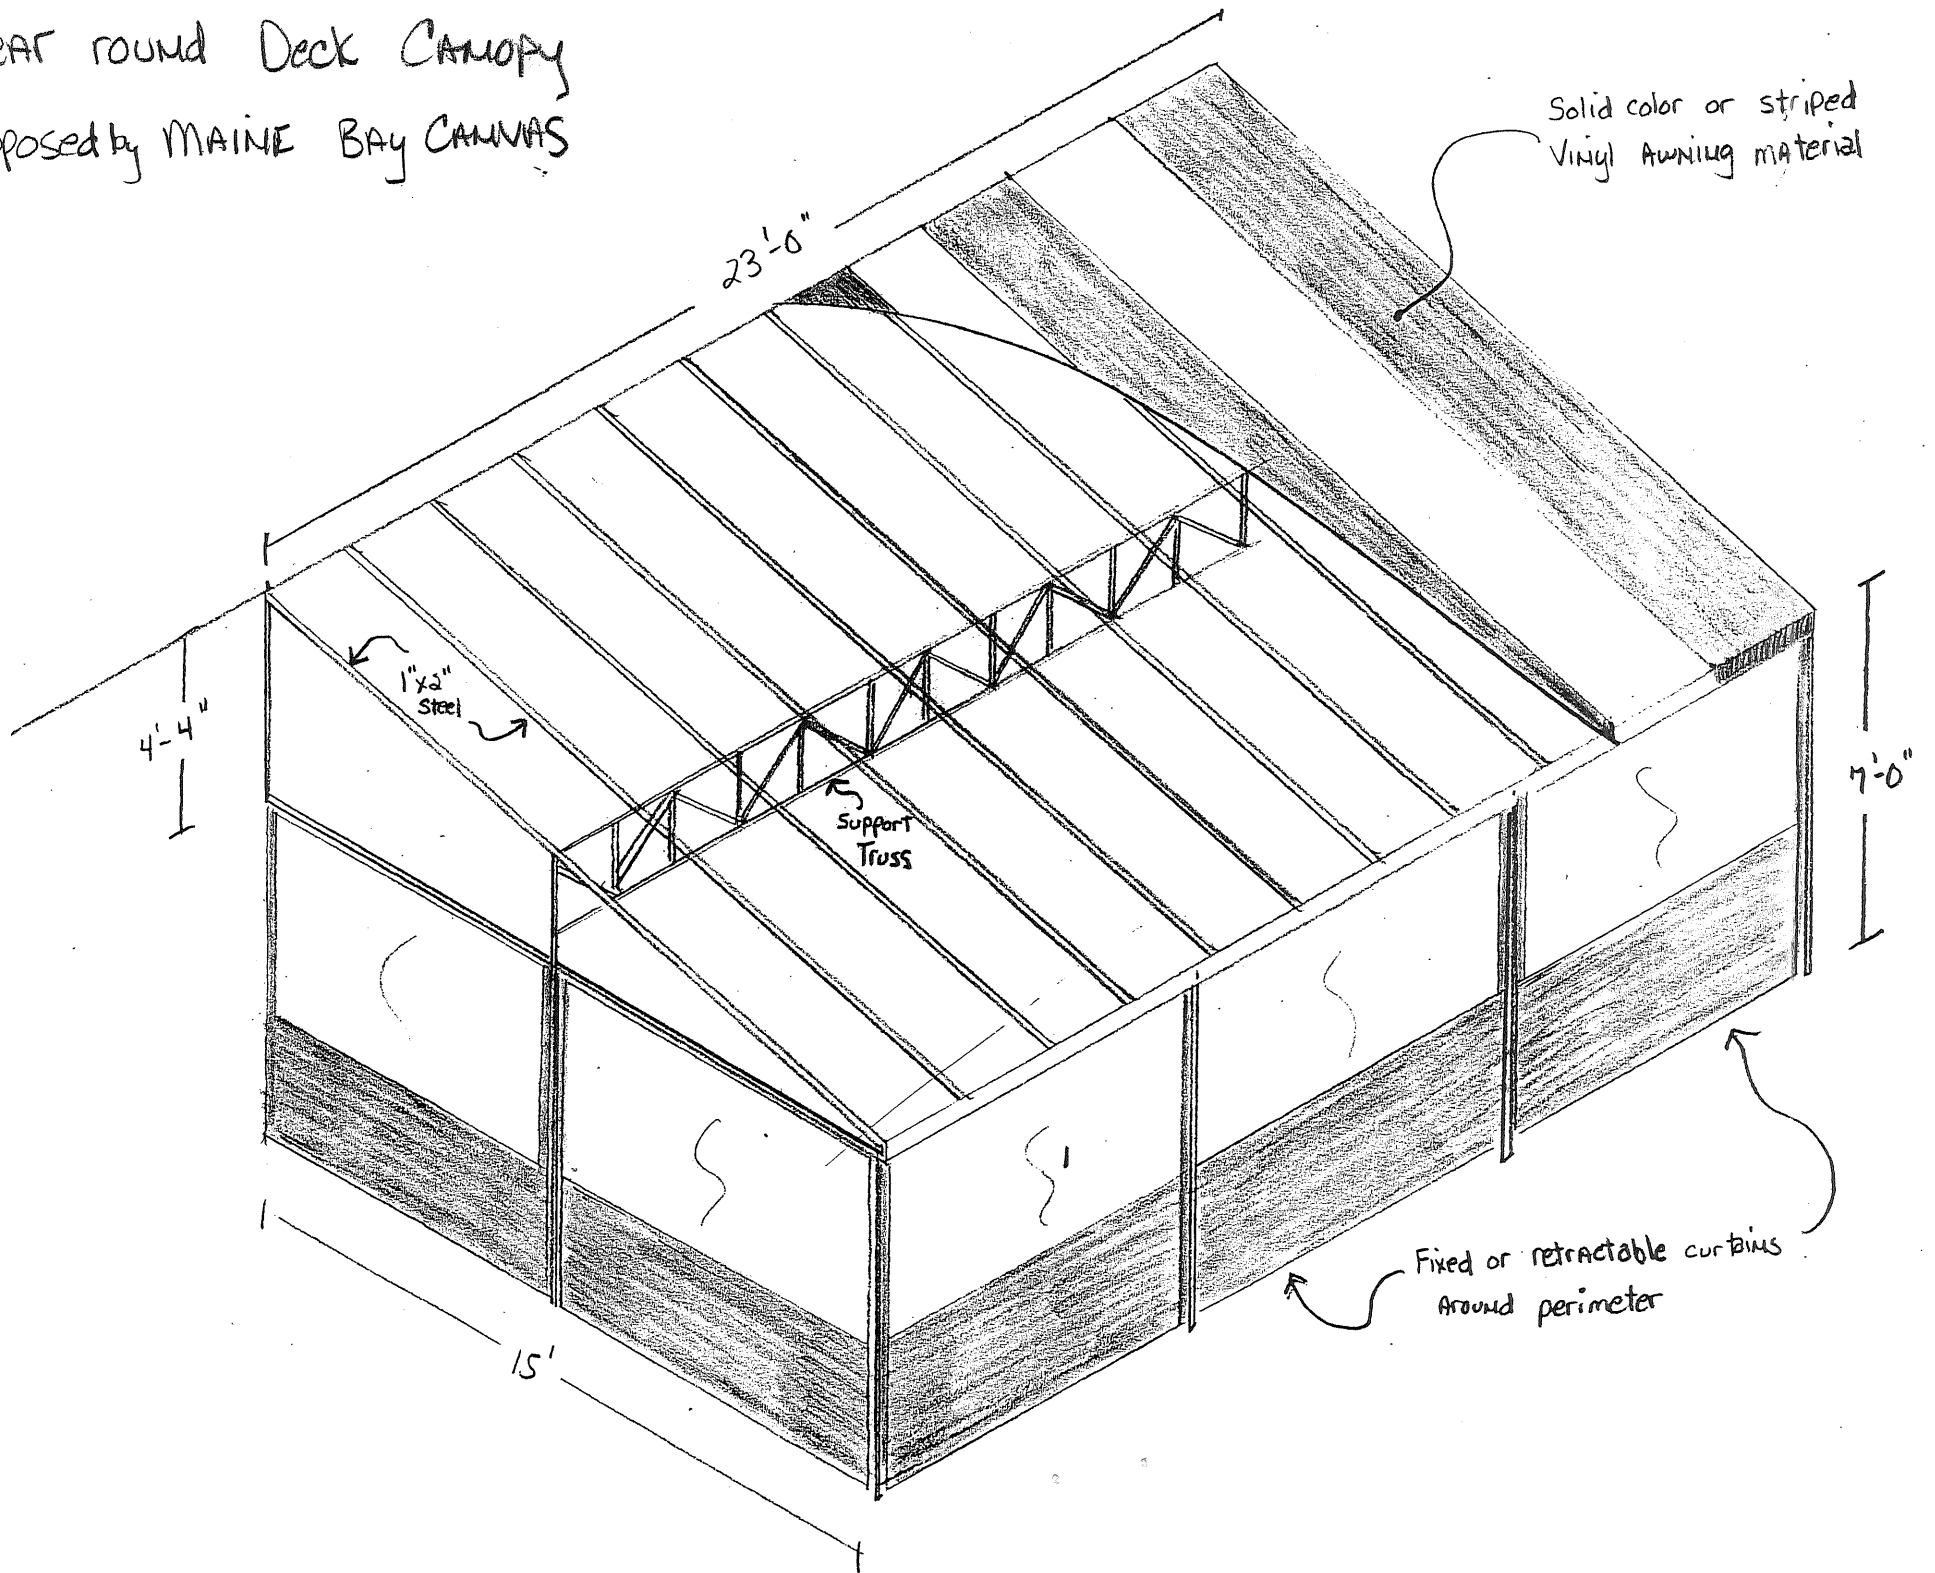 ear round Deck Canopy
posed by MAINE BAY CANVAS
Solid color or striped
Vinyl Awning material
23'-0"
1"x2"
Steel
4'-4"
7'-0"
Support
Truss
Fixed or retractable curtains
Around perimeter
15'